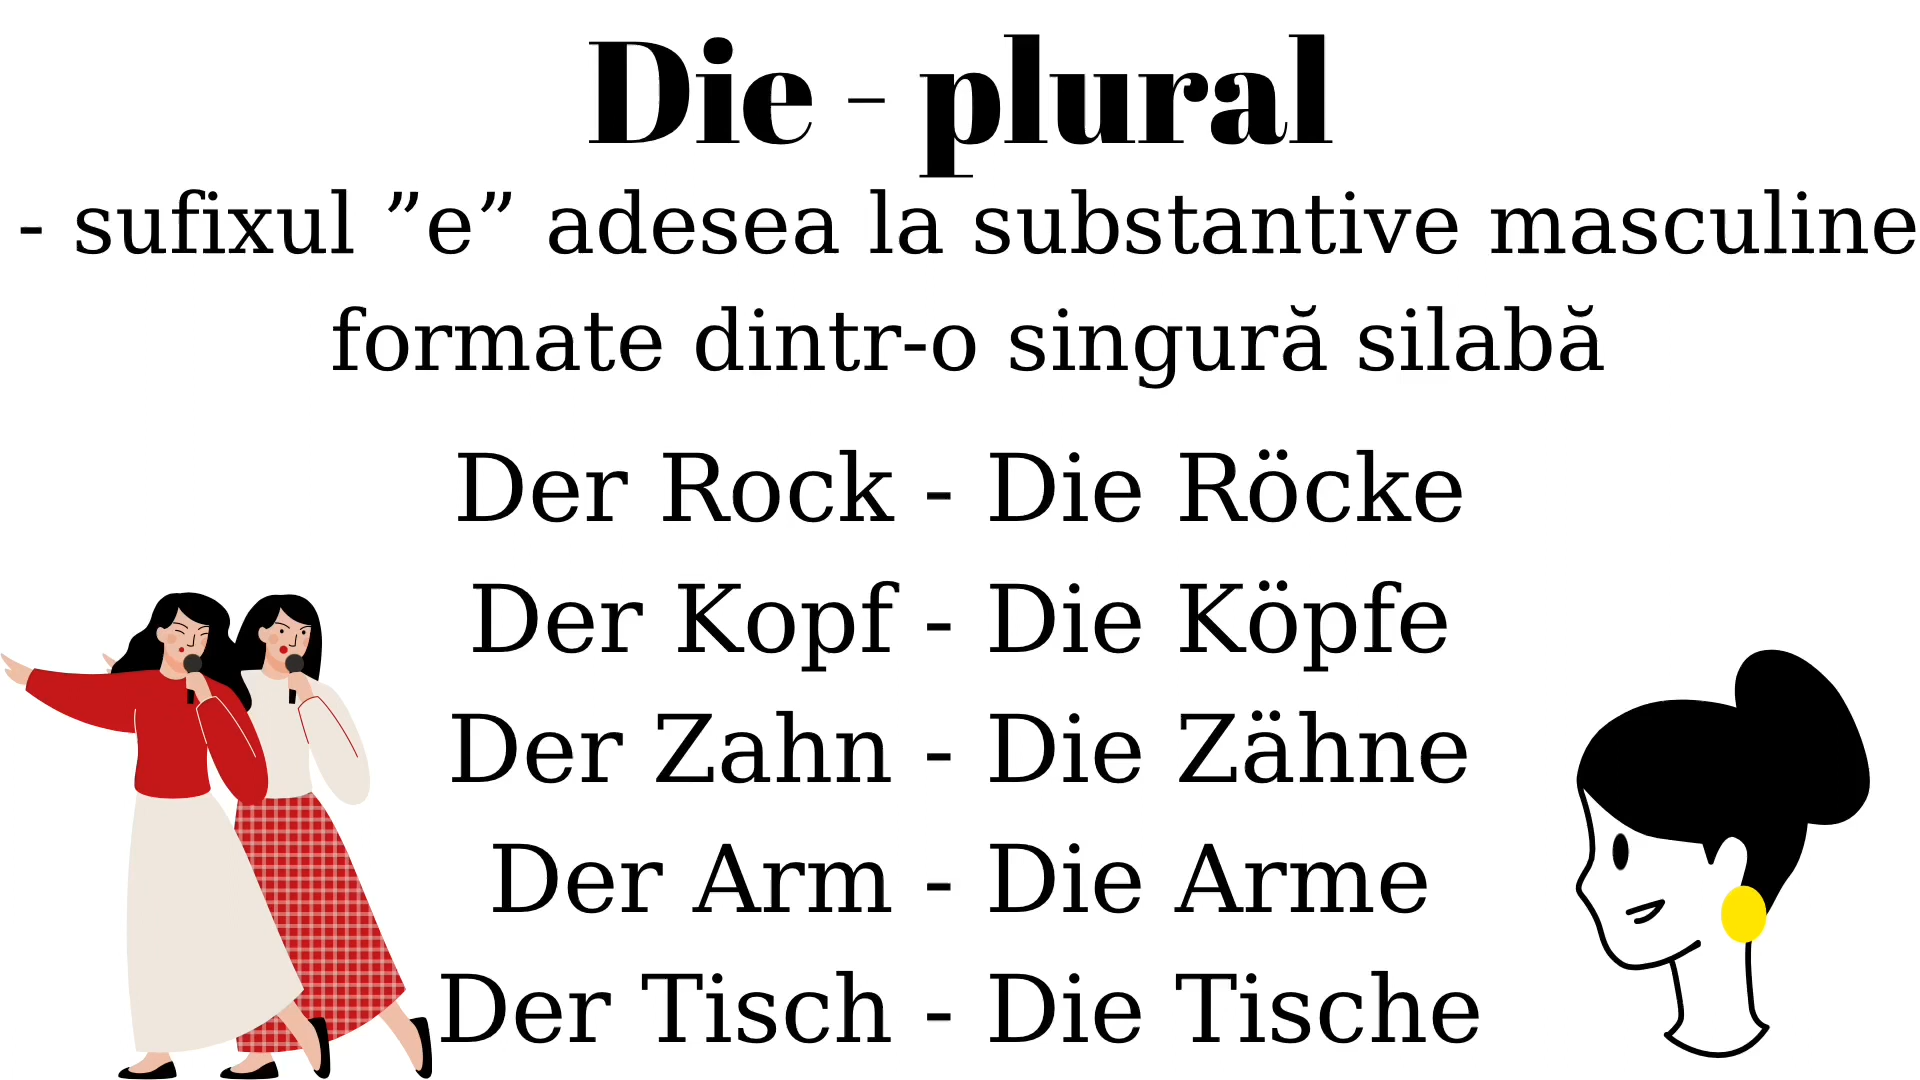 Die - plural
- sufixul ”e” adesea la substantive masculine
formate dintr-o singură silabă
Der Rock - Die Röcke
Der Kopf - Die Köpfe
Der Zahn - Die Zähne
Der Arm - Die Arme
Der Tisch - Die Tische